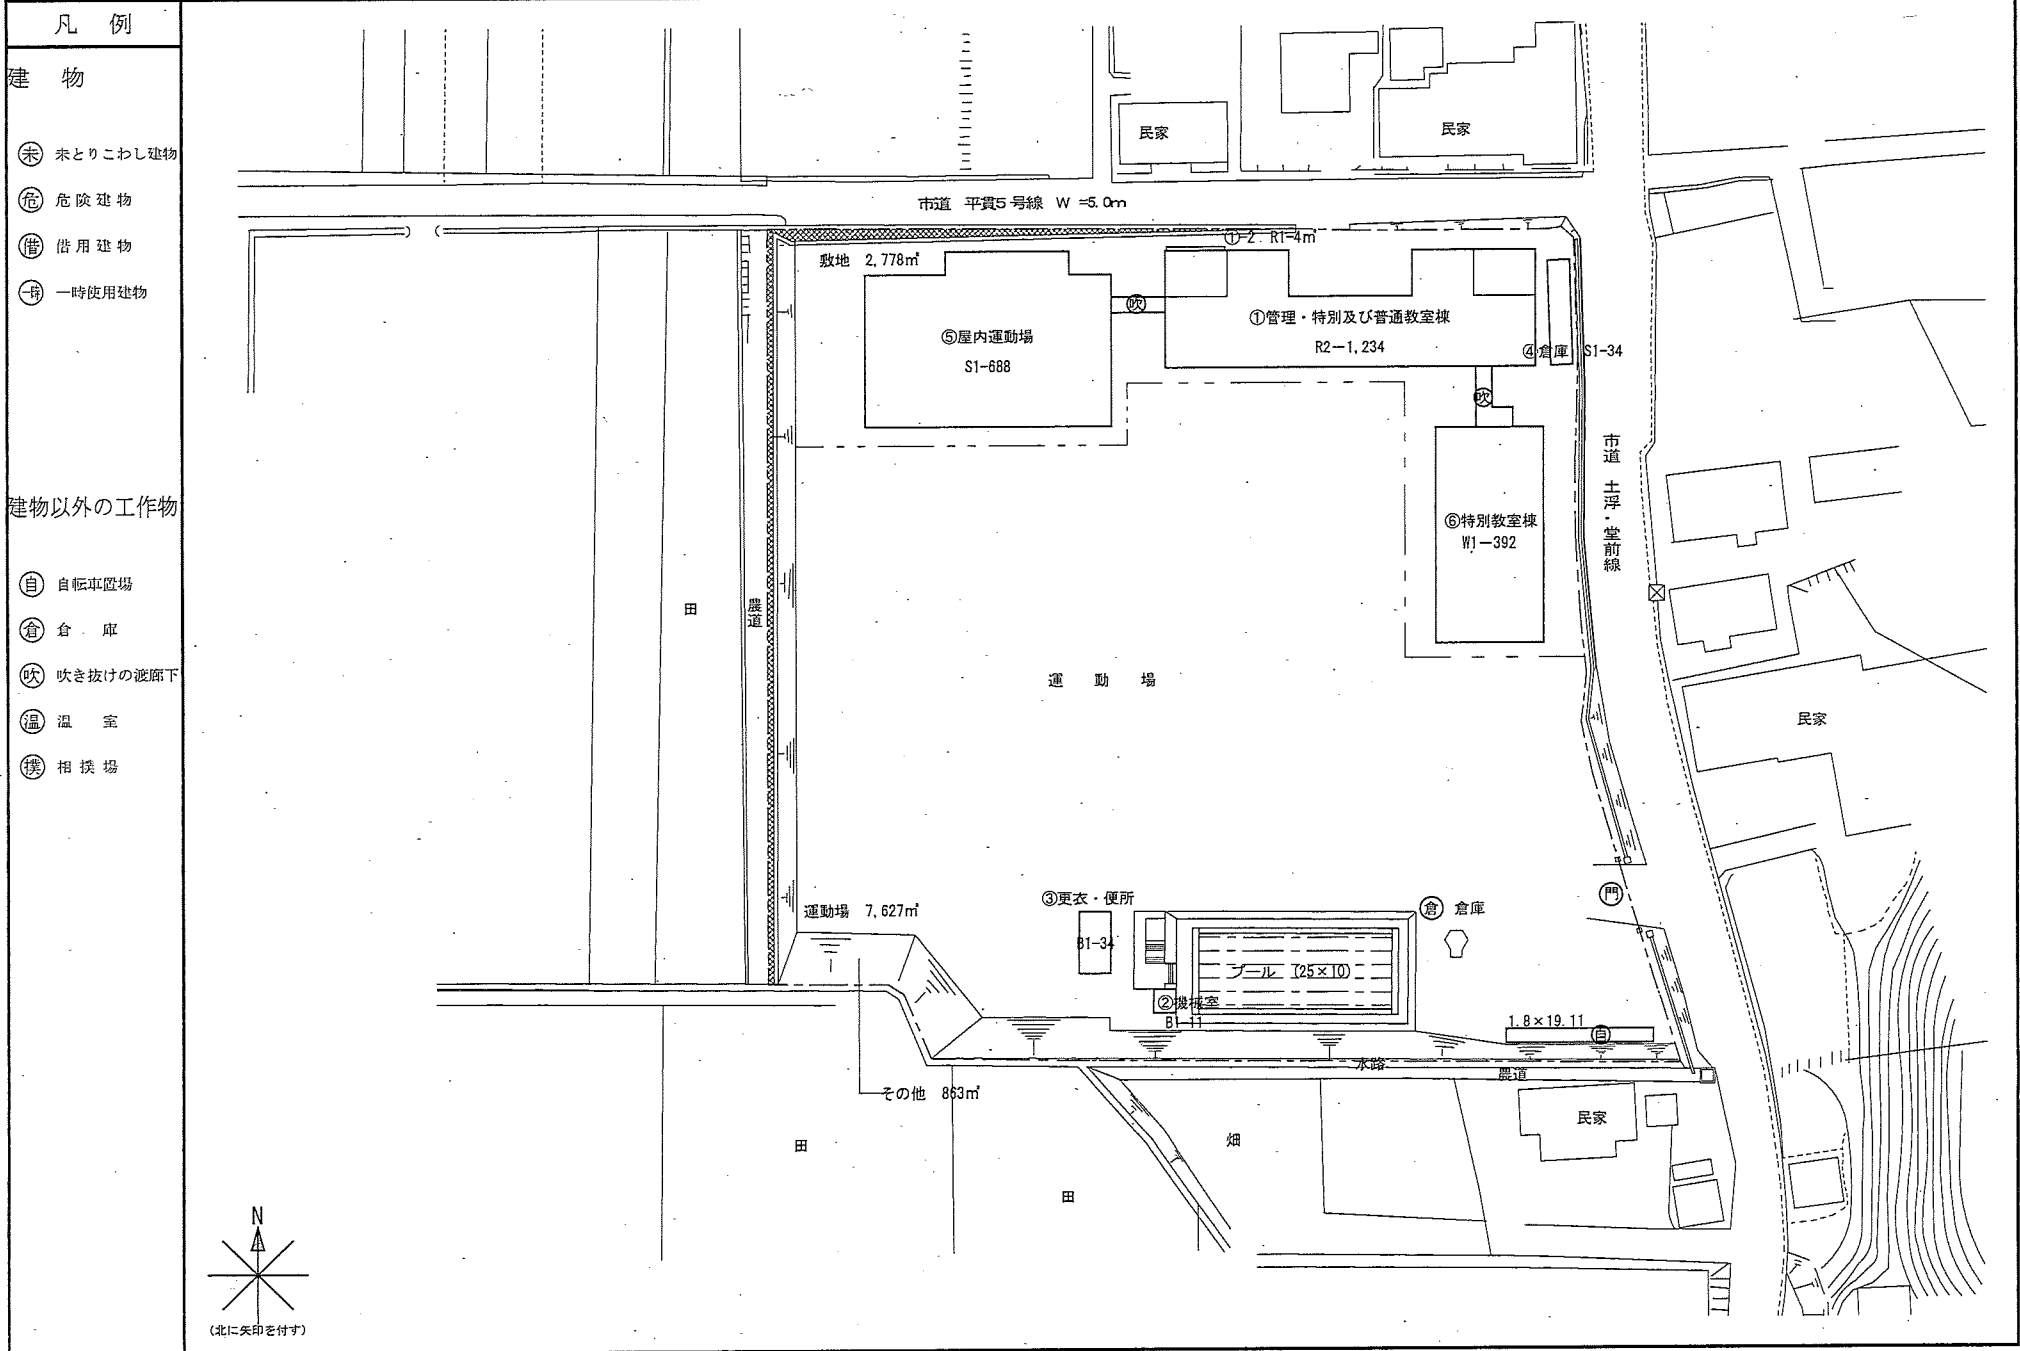 凡 例
建 物
未 未とりこわし建物
危 危険建物
借 借用建物
一時 一時使用建物
建物以外の工作物
自 自転車置場
倉 倉 庫
吹 吹き抜けの渡廊下
温 温 室
撲 相撲場
民家
民家
市道 平貫5号線 W=5.0m
敷地 2,778㎡
①-2 R1-4m
吹
⑤屋内運動場
S1-688
①管理・特別及び普通教室棟
R2-1,234
④倉庫 S1-34
吹
市道 土浮・堂前線
⑥特別教室棟
W1-392
田
農道
運 動 場
民家
運動場 7,627㎡
③更衣・便所
B1-34
倉 倉庫
門
プール (25×10)
②機械室
B1-11
1.8×19.11
自
水路
農道
その他 863㎡
民家
田
畑
田
N
(北に矢印を付す)